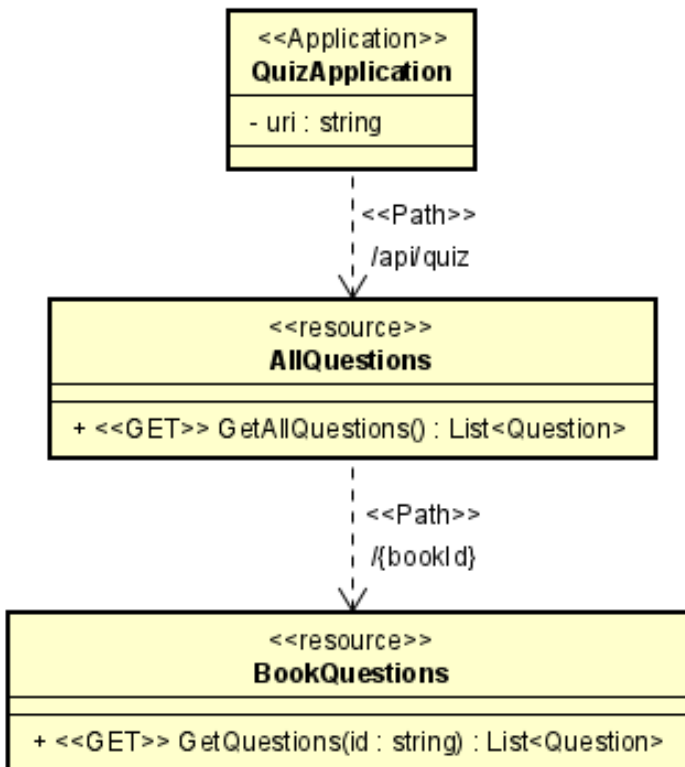 <<Application>>
QuizApplication
- uri : string
<<Path>>
/api/quiz
<<resource>>
AllQuestions
+ <<GET>> GetAllQuestions() : List<Question>
<<Path>>
/{bookId}
<<resource>>
BookQuestions
+ <<GET>> GetQuestions(id : string) : List<Question>